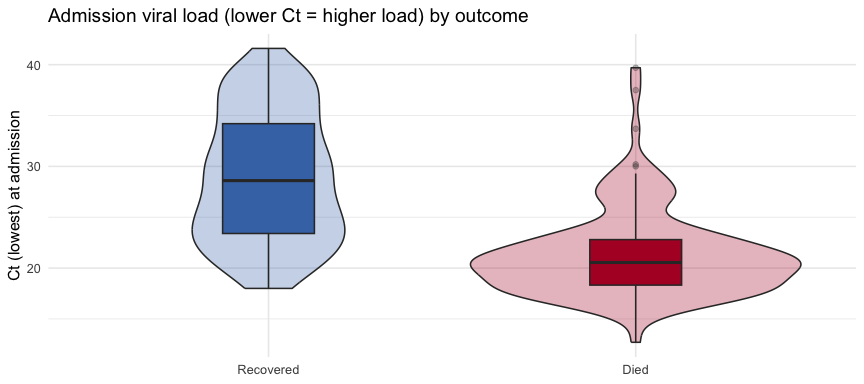 Admission viral load (lower Ct = higher load) by outcome
Ct (lowest) at admission
40
30
20
Recovered
Died